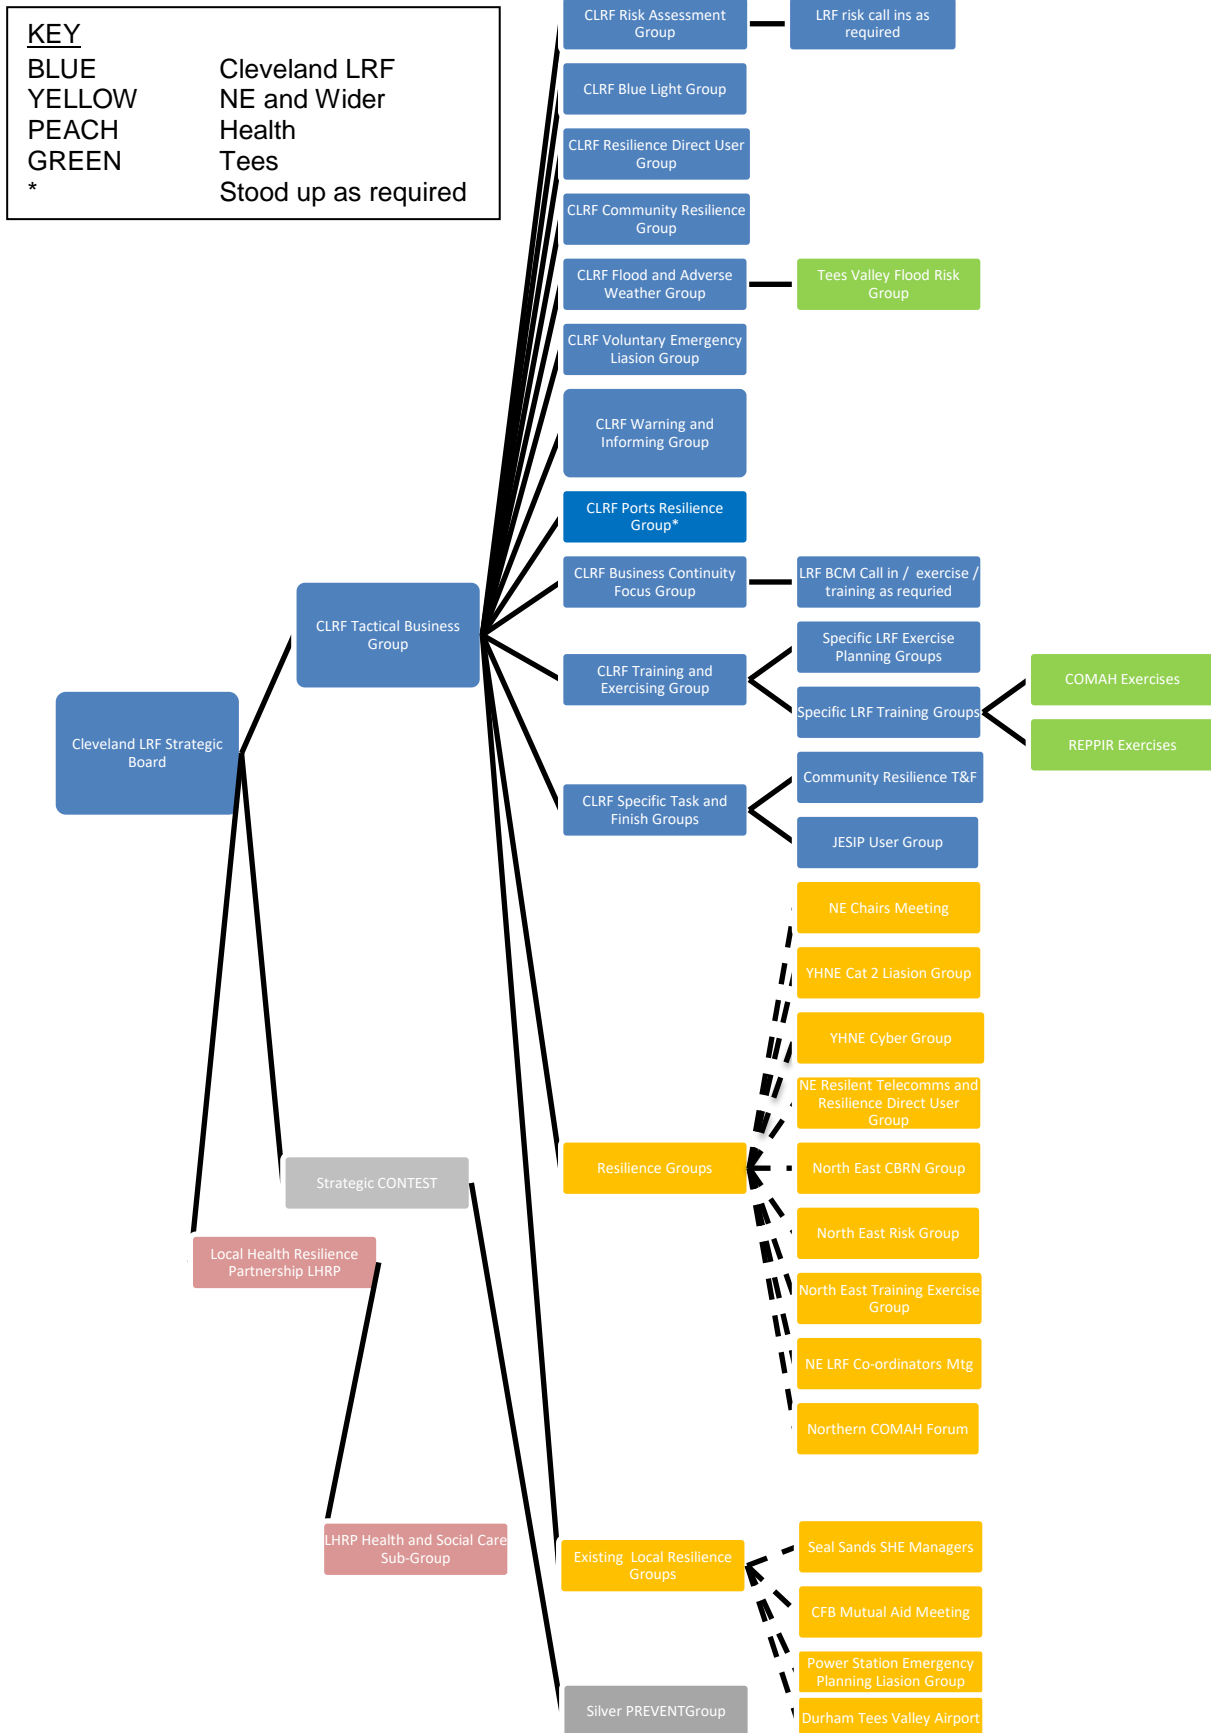 KEY
BLUE Cleveland LRF
YELLOW NE and Wider
PEACH Health
GREEN Tees
* Stood up as required
CLRF Risk Assessment
Group
LRF risk call ins as
required
CLRF Blue Light Group
CLRF Resilience Direct User
Group
CLRF Community Resilience
Group
CLRF Flood and Adverse
Weather Group
Tees Valley Flood Risk
Group
CLRF Voluntary Emergency
Liasion Group
CLRF Warning and
Informing Group
CLRF Ports Resilience
Group*
CLRF Business Continuity
Focus Group
LRF BCM Call in / exercise /
training as requried
CLRF Tactical Business
Group
CLRF Training and
Exercising Group
Specific LRF Exercise
Planning Groups
Specific LRF Training Groups
COMAH Exercises
REPPIR Exercises
Cleveland LRF Strategic
Board
CLRF Specific Task and
Finish Groups
Community Resilience T&F
JESIP User Group
NE Chairs Meeting
YHNE Cat 2 Liasion Group
YHNE Cyber Group
NE Resilent Telecomms and
Resilience Direct User
Group
Resilience Groups
North East CBRN Group
North East Risk Group
North East Training Exercise
Group
NE LRF Co-ordinators Mtg
Northern COMAH Forum
Strategic CONTEST
Local Health Resilience
Partnership LHRP
LHRP Health and Social Care
Sub-Group
Existing Local Resilience
Groups
Seal Sands SHE Managers
CFB Mutual Aid Meeting
Power Station Emergency
Planning Liasion Group
Durham Tees Valley Airport
Silver PREVENTGroup